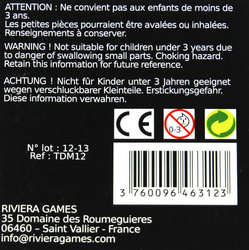 ATTENTION : Ne convient pas aux enfants de moins de
3 ans.
Les petites pièces pourraient être avalées ou inhalées.
Renseignements à conserver.
WARNING ! Not suitable for children under 3 years due
to danger of swallowing small parts. Choking hazard.
Retain this information for future reference.
ACHTUNG ! Nicht für Kinder unter 3 Jahren geeignet
wegen verschluckbarer Kleinteile. Erstickungsgefahr.
Diesen Hinweis aufbewahren.
CE
0-3
N° lot : 12-13
Ref : TDM12
3 760096 463123
RIVIERA GAMES
35 Domaine des Roumeguieres
06460 – Saint Vallier - France
info@rivieragames.com